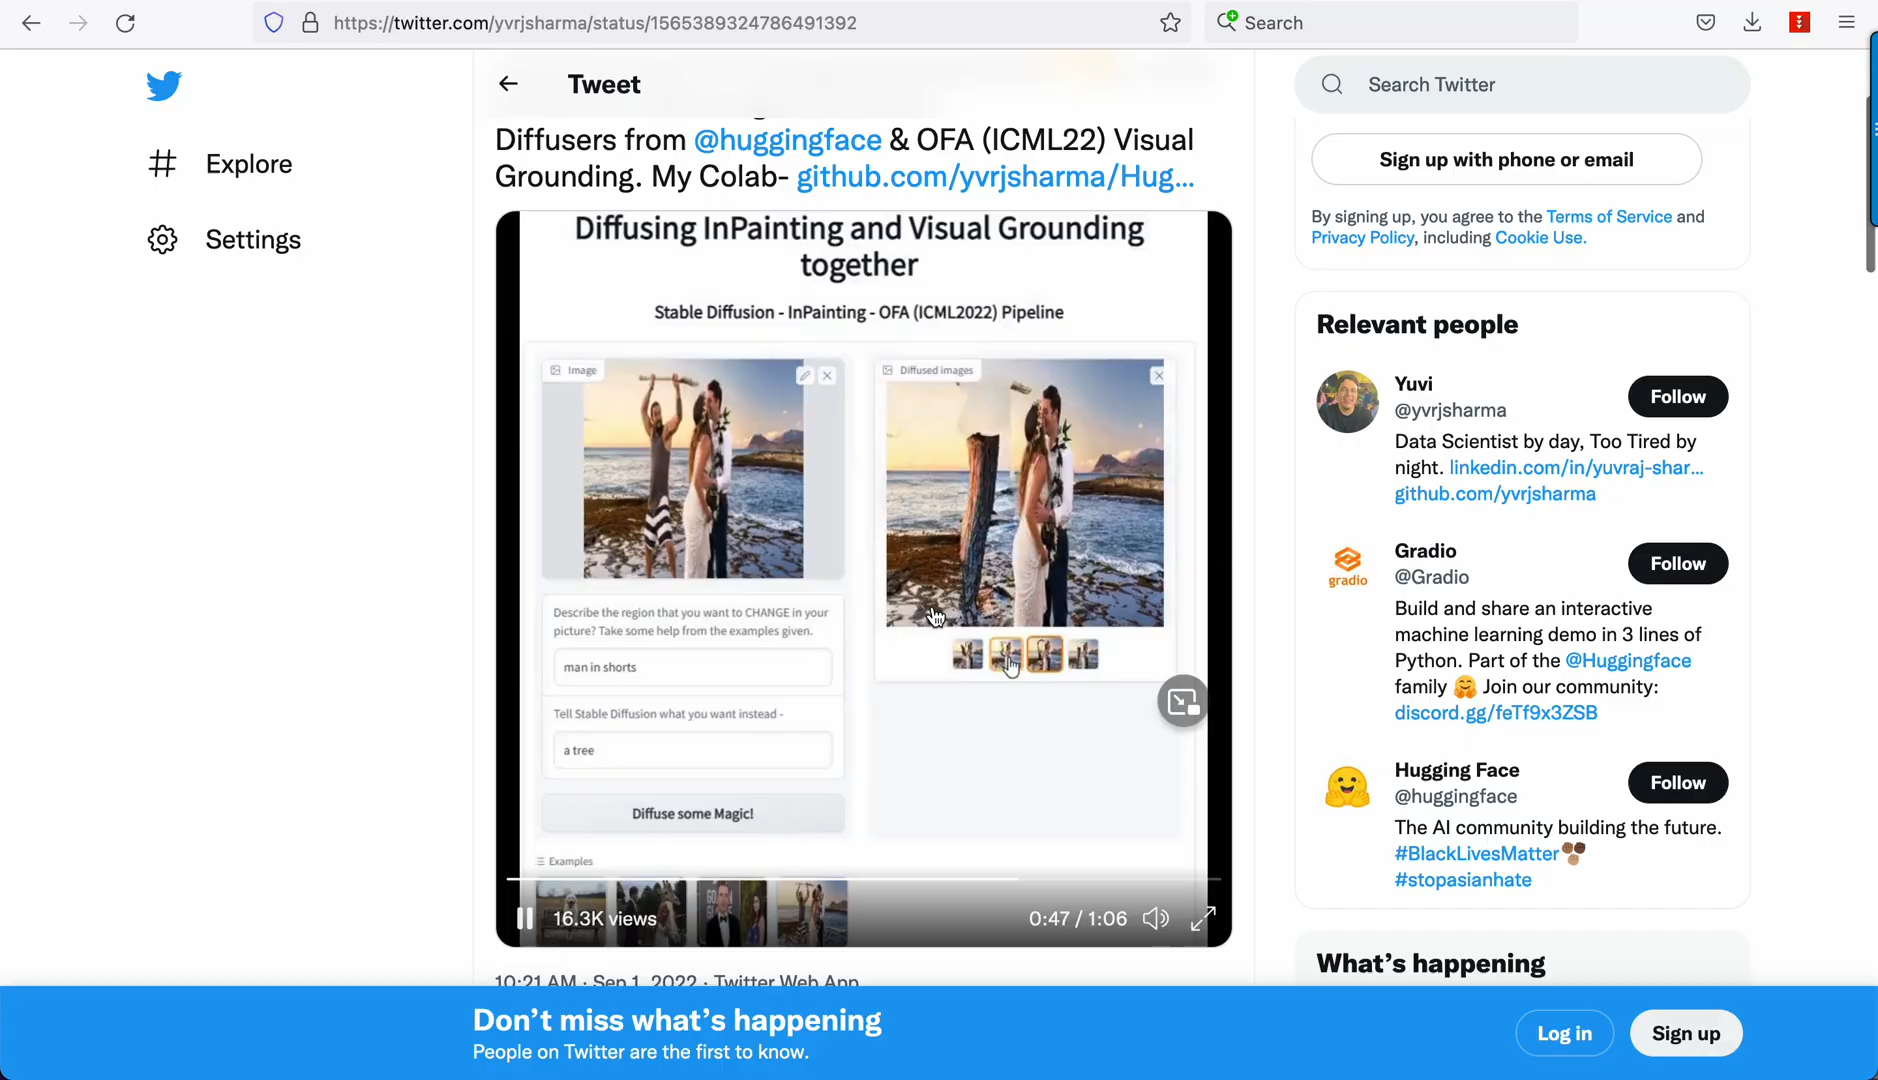 https://twitter.com/yvrjsharma/status/1565389324786491392
Search
Explore
Settings
Tweet
Diffusers from @huggingface & OFA (ICML22) Visual
Grounding. My Colab- github.com/yvrjsharma/Hug...
Diffusing InPainting and Visual Grounding
together
Stable Diffusion - InPainting - OFA (ICML2022) Pipeline
Image
Diffused images
Describe the region that you want to CHANGE in your
picture? Take some help from the examples given.
man in shorts
Tell Stable Diffusion what you want instead -
a tree
Diffuse some Magic!
Examples
16.3K views
0:47 / 1:06
10:21 AM · Sep 1, 2022 · Twitter Web App
Search Twitter
Sign up with phone or email
By signing up, you agree to the Terms of Service and
Privacy Policy, including Cookie Use.
Relevant people
Yuvi
@yvrjsharma
Follow
Data Scientist by day, Too Tired by
night. linkedin.com/in/yuvraj-shar...
github.com/yvrjsharma
gradio
Gradio
@Gradio
Follow
Build and share an interactive
machine learning demo in 3 lines of
Python. Part of the @Huggingface
family 🤗 Join our community:
discord.gg/feTf9x3ZSB
Hugging Face
@huggingface
Follow
The AI community building the future.
#BlackLivesMatter
#stopasianhate
What's happening
Don't miss what's happening
People on Twitter are the first to know.
Log in
Sign up